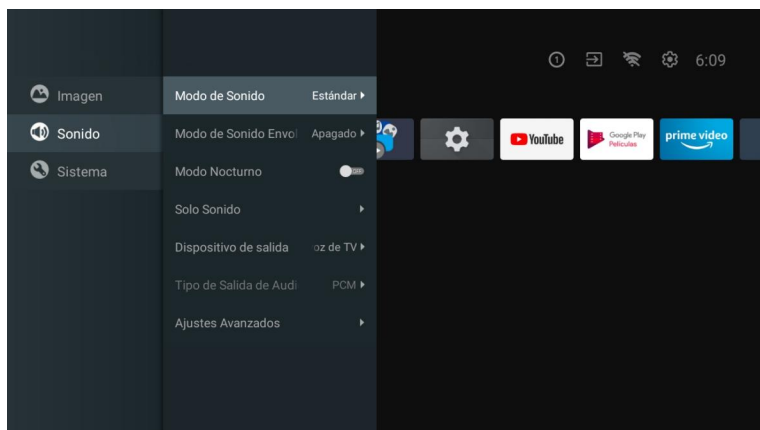 6:09
Imagen
Sonido
Sistema
Modo de Sonido Estándar
Modo de Sonido Envol Apagado
Modo Nocturno OFF
Solo Sonido
Dispositivo de salida oz de TV
Tipo de Salida de Audi PCM
Ajustes Avanzados
YouTube
Google Play
Películas
prime video